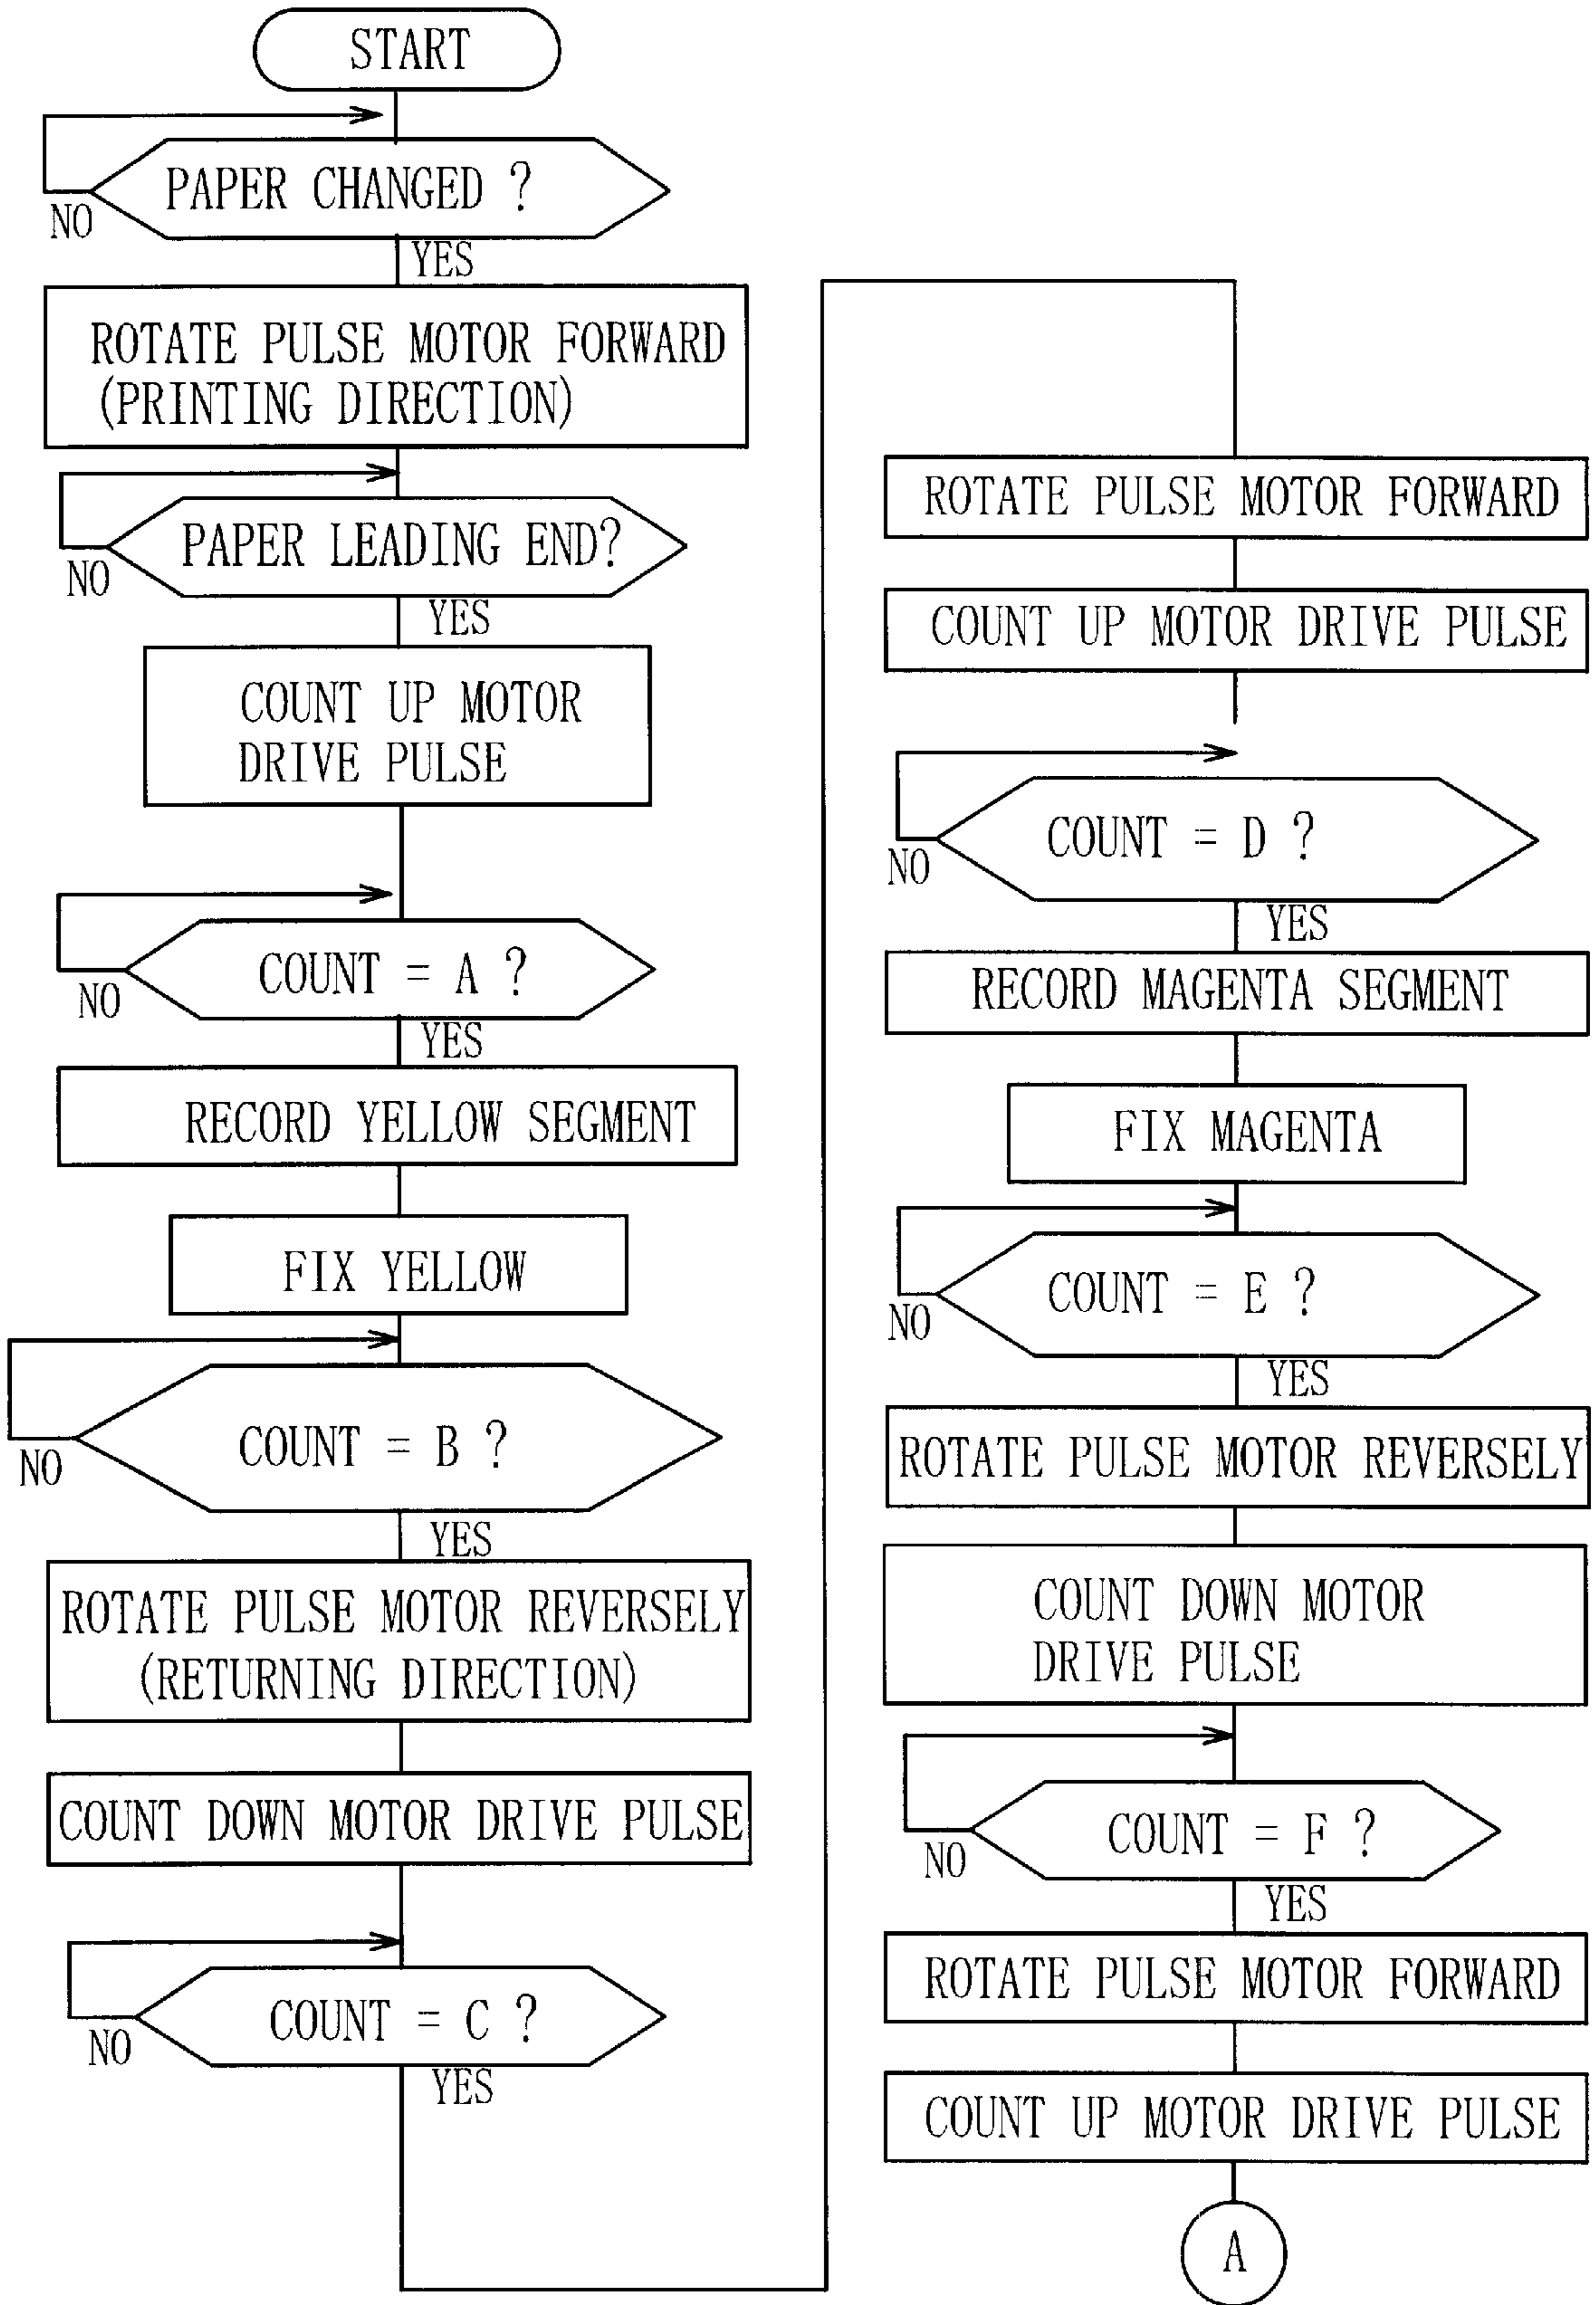 START
PAPER CHANGED ?
NO
YES
ROTATE PULSE MOTOR FORWARD
(PRINTING DIRECTION)
PAPER LEADING END?
NO
YES
COUNT UP MOTOR
DRIVE PULSE
COUNT = A ?
NO
YES
RECORD YELLOW SEGMENT
FIX YELLOW
COUNT = B ?
NO
YES
ROTATE PULSE MOTOR REVERSELY
(RETURNING DIRECTION)
COUNT DOWN MOTOR DRIVE PULSE
COUNT = C ?
NO
YES
ROTATE PULSE MOTOR FORWARD
COUNT UP MOTOR DRIVE PULSE
COUNT = D ?
NO
YES
RECORD MAGENTA SEGMENT
FIX MAGENTA
COUNT = E ?
NO
YES
ROTATE PULSE MOTOR REVERSELY
COUNT DOWN MOTOR
DRIVE PULSE
COUNT = F ?
NO
YES
ROTATE PULSE MOTOR FORWARD
COUNT UP MOTOR DRIVE PULSE
A